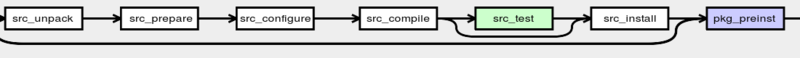 src_unpack
src_prepare
src_configure
src_compile
src_test
src_install
pkg_preinst